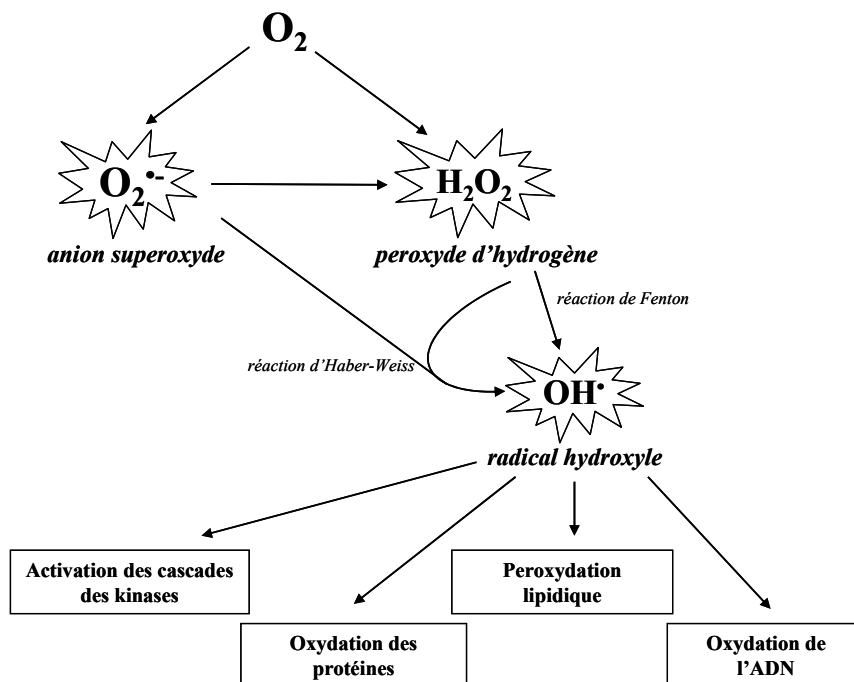 O₂
O₂•-
H₂O₂
anion superoxyde
peroxyde d’hydrogène
réaction de Fenton
réaction d’Haber-Weiss
OH•
radical hydroxyle
Activation des cascades
des kinases
Peroxydation
lipidique
Oxydation des
protéines
Oxydation de
l’ADN